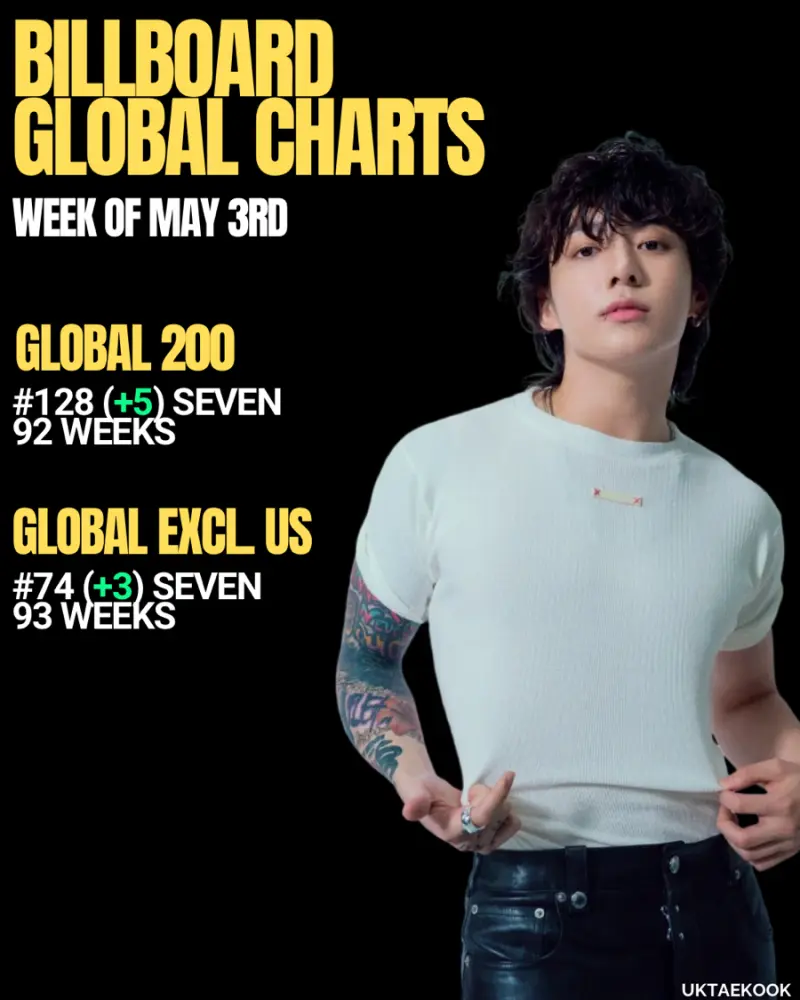 BILLBOARD
GLOBAL CHARTS
WEEK OF MAY 3RD
GLOBAL 200
#128 (+5) SEVEN
92 WEEKS
GLOBAL EXCL. US
#74 (+3) SEVEN
93 WEEKS
UKTAEKOOK